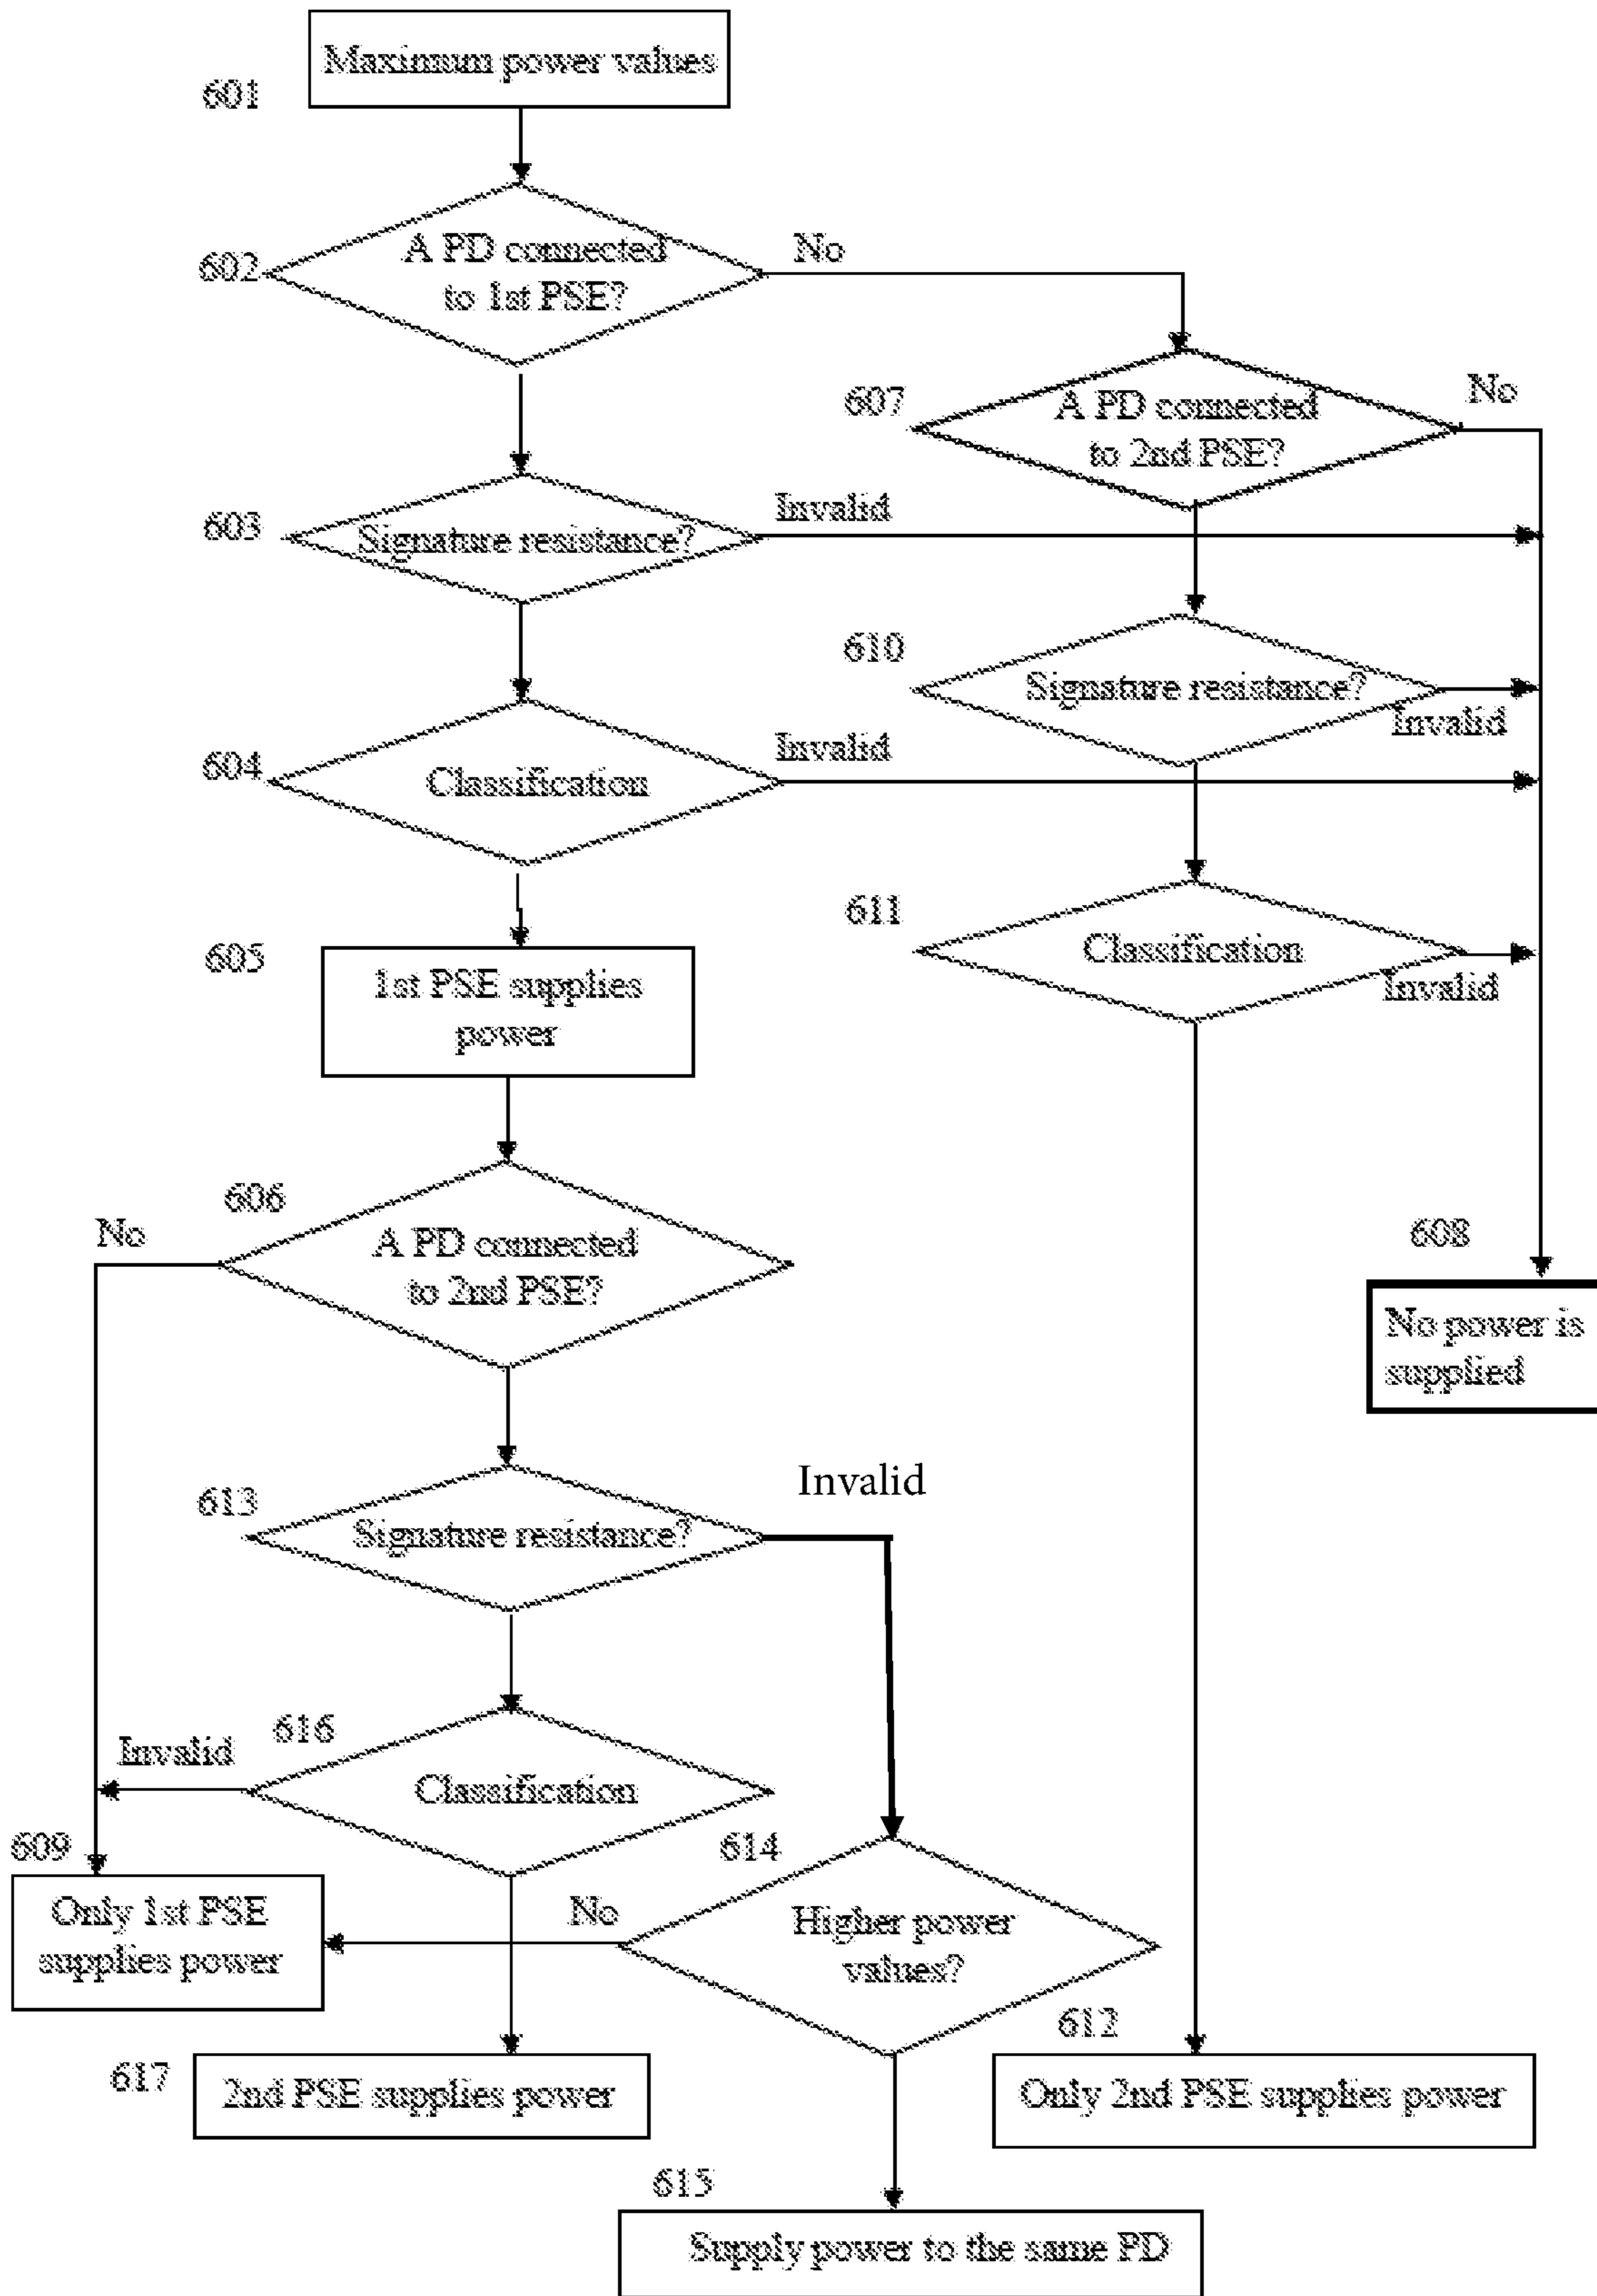 Maximum power values
601
A PD connected
to 1st PSE?
602
No
A PD connected
to 2nd PSE?
607
No
603
Signature resistance?
Invalid
610
Signature resistance?
Invalid
604
Classification
Invalid
611
Classification
Invalid
605
1st PSE supplies
power
606
No
A PD connected
to 2nd PSE?
608
No power is
supplied
613
Signature resistance?
Invalid
616
Invalid
Classification
609
Only 1st PSE
supplies power
614
No
Higher power
values?
612
617
2nd PSE supplies power
Only 2nd PSE supplies power
615
Supply power to the same PD